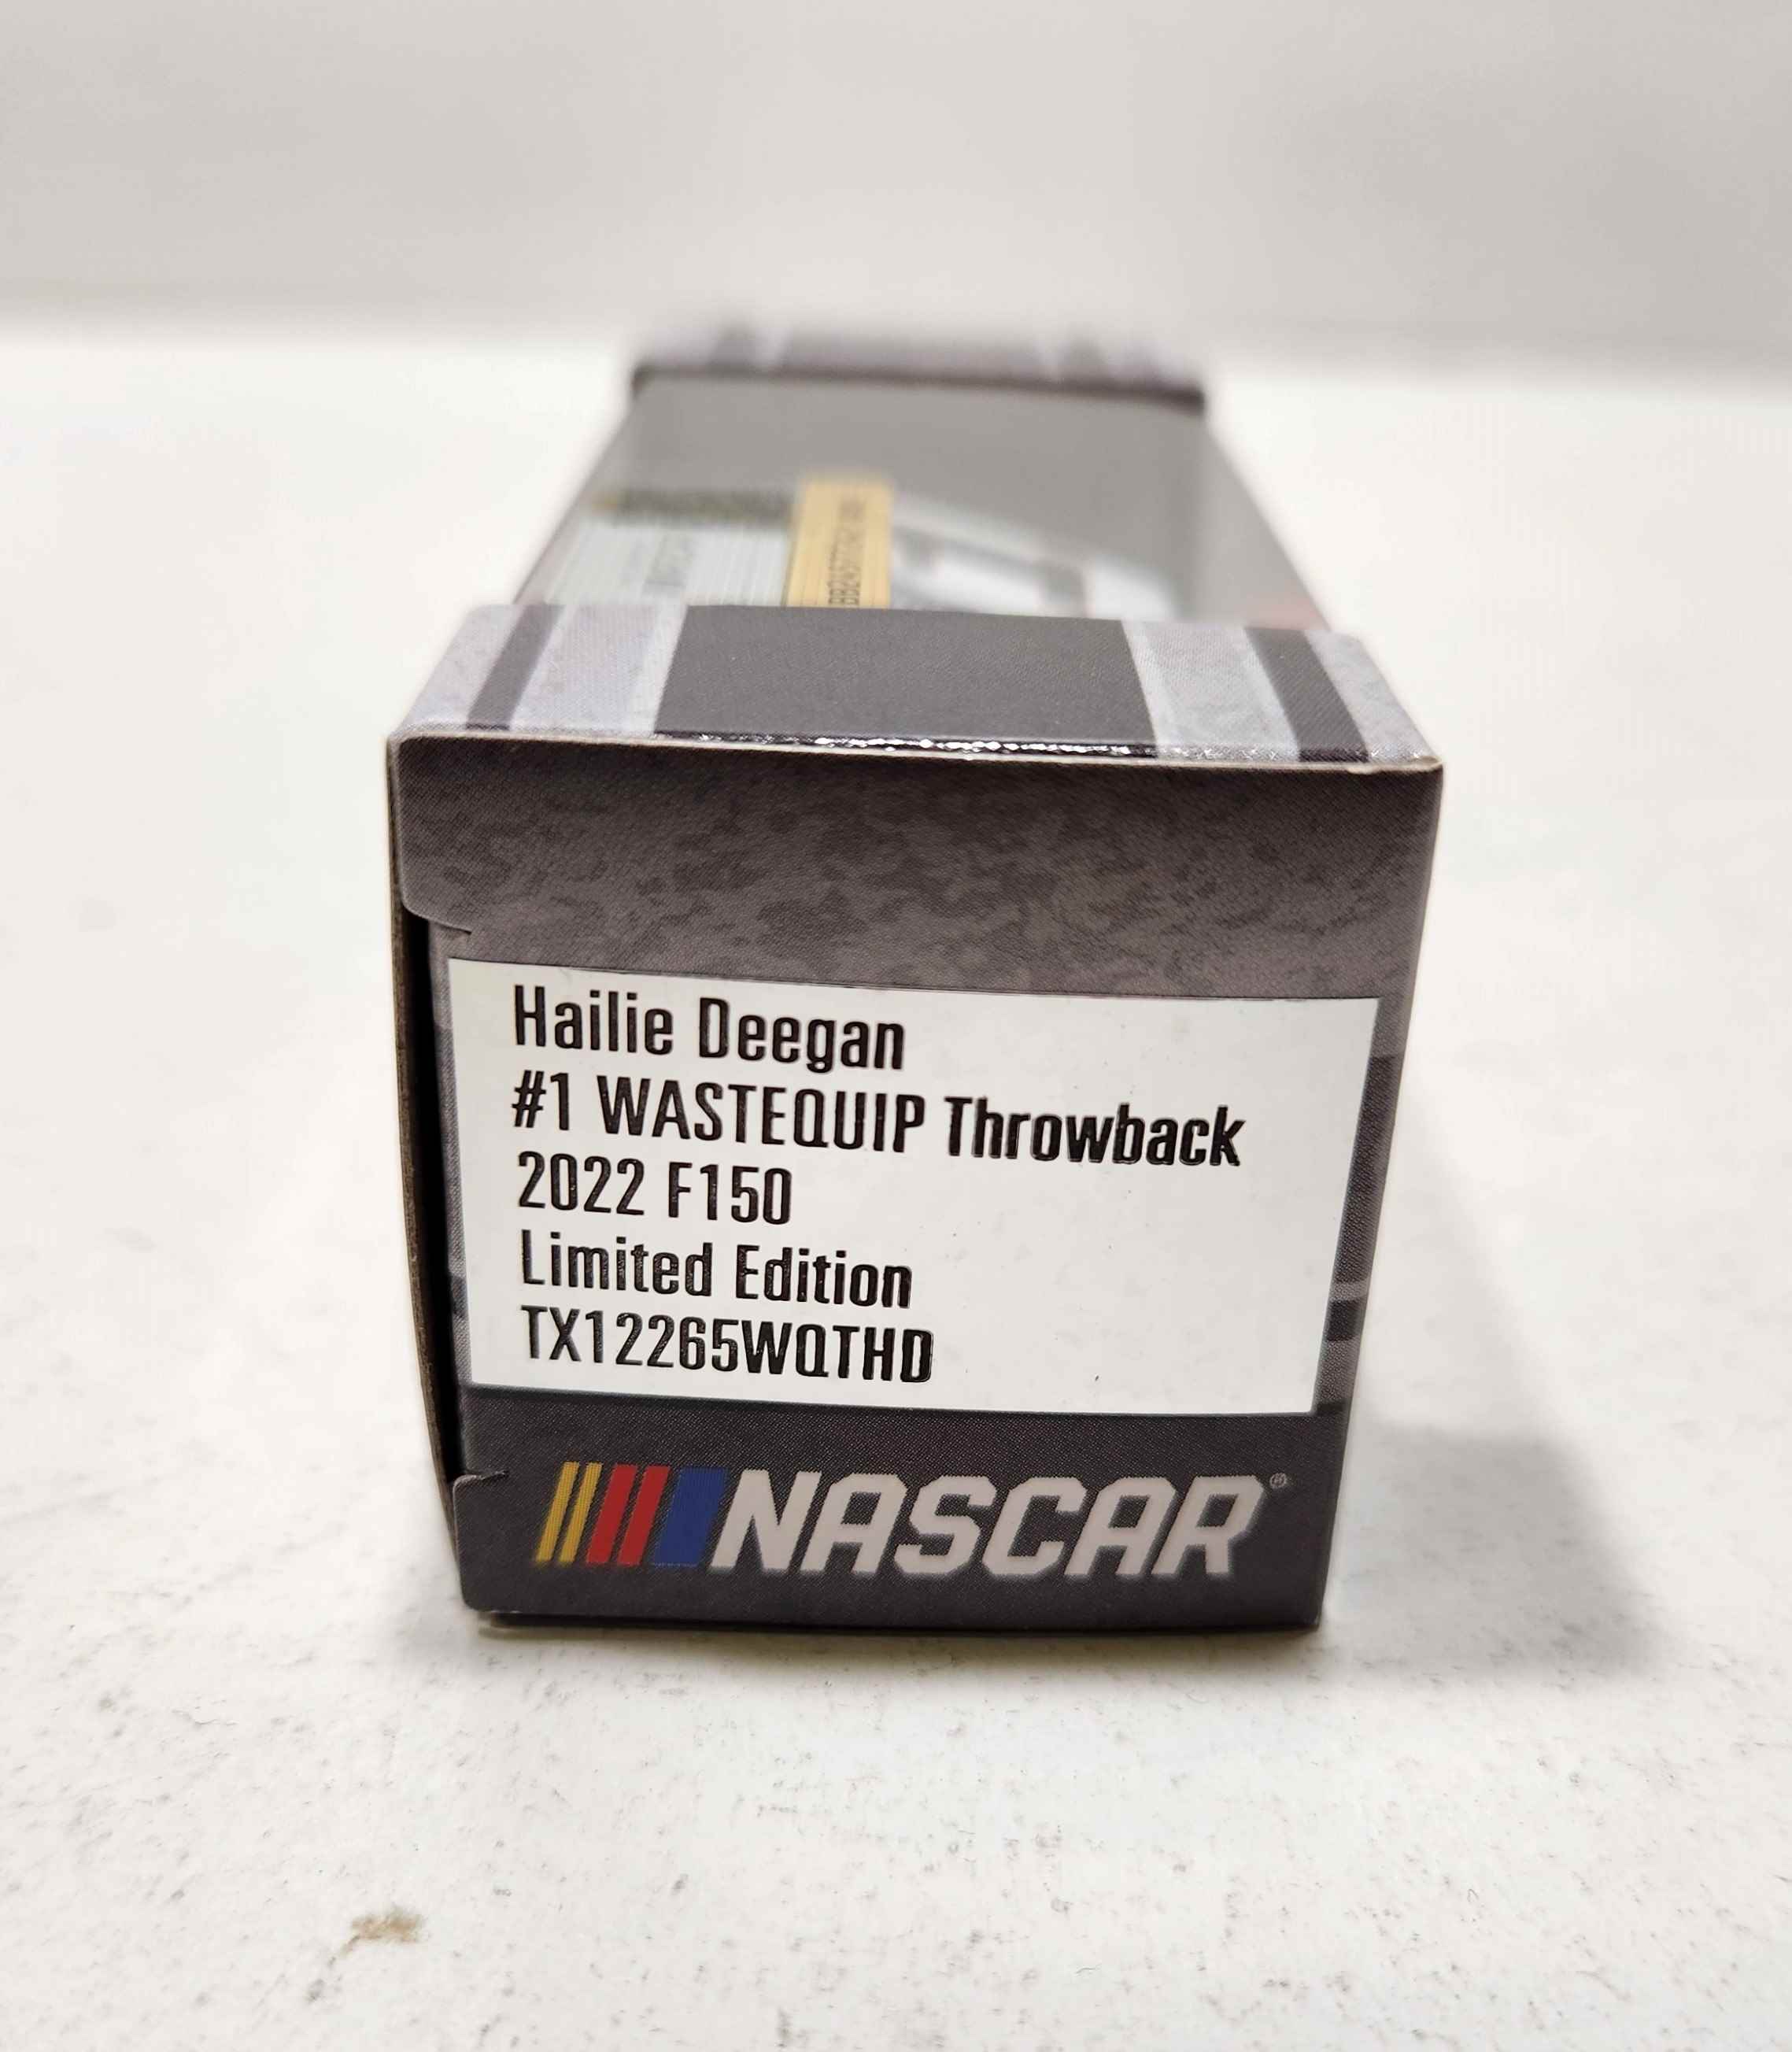 Hailie Deegan
#1 WASTEQUIP Throwback
2022 F150
Limited Edition
TX12265WQTHD
NASCAR®